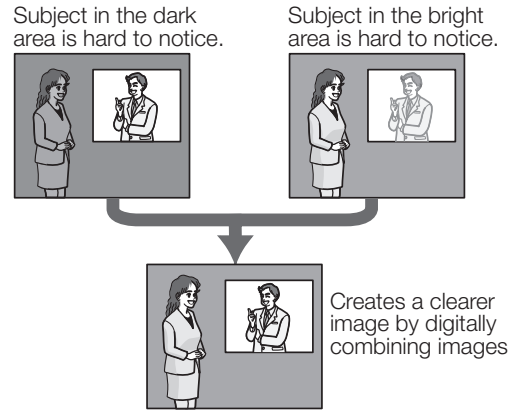 Subject in the dark
area is hard to notice.
Subject in the bright
area is hard to notice.
Creates a clearer
image by digitally
combining images